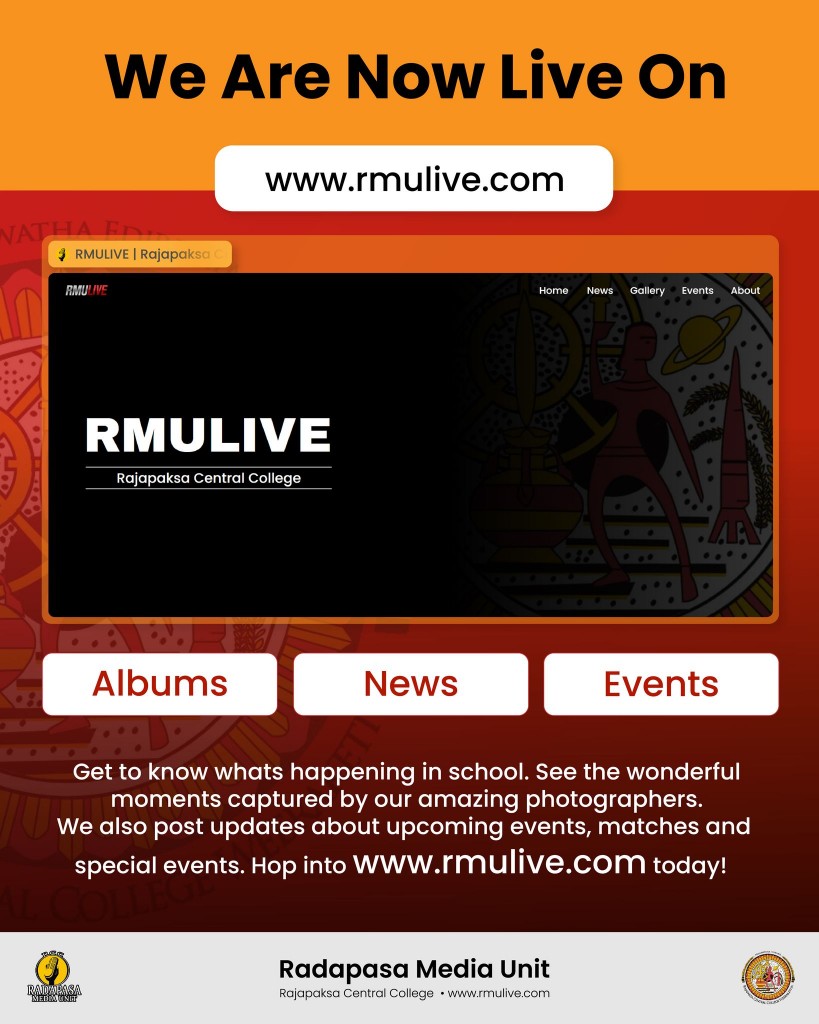 We Are Now Live On
www.rmulive.com
RMULIVE | Rajapaksa C
RMULIVE
Home News Gallery Events About
RMULIVE
Rajapaksa Central College
Albums News Events
Get to know whats happening in school. See the wonderful
moments captured by our amazing photographers.
We also post updates about upcoming events, matches and
special events. Hop into www.rmulive.com today!
RADAPASA
MEDIA UNIT
Radapasa Media Unit
Rajapaksa Central College • www.rmulive.com